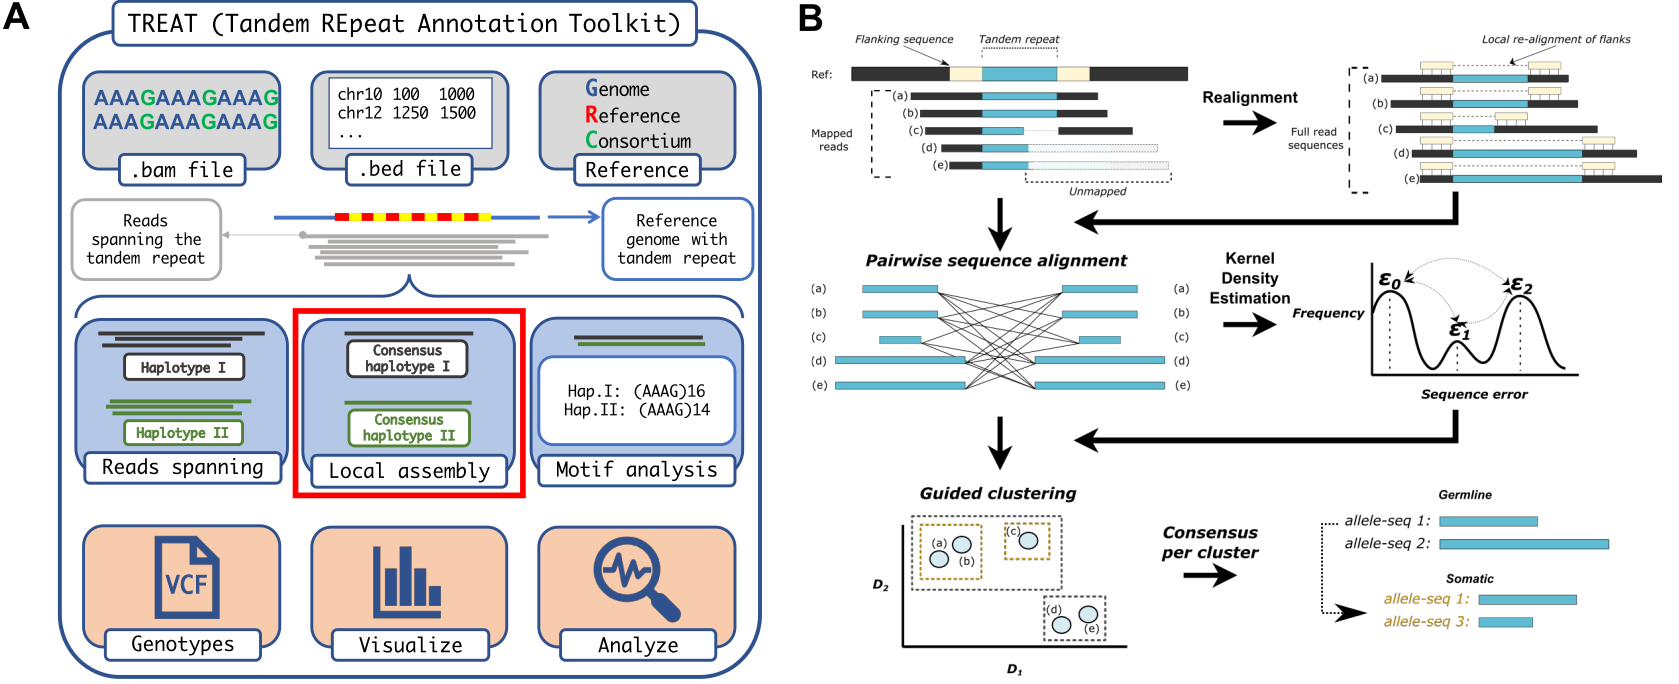 A
TREAT (Tandem REpeat Annotation Toolkit)
AAAGAAAGAAAG
AAAGAAAGAAAG
.bam file
chr10 100 1000
chr12 1250 1500
...
.bed file
Genome
Reference
Consortium
Reference
Reads
spanning the
tandem repeat
Reference
genome with
tandem repeat
Haplotype I
Haplotype II
Reads spanning
Consensus
haplotype I
Consensus
haplotype II
Local assembly
Hap.I: (AAAG)16
Hap.II: (AAAG)14
Motif analysis
VCF
Genotypes
Visualize
Analyze
B
Flanking sequence
Tandem repeat
Ref:
Mapped
reads
(a)
(b)
(c)
(d)
(e)
Unmapped
Realignment
Local re-alignment of flanks
Full read
sequences
(a)
(b)
(c)
(d)
(e)
Pairwise sequence alignment
(a)
(b)
(c)
(d)
(e)
(a)
(b)
(c)
(d)
(e)
Kernel
Density
Estimation
Frequency
ε0
ε1
ε2
Sequence error
Guided clustering
D2
(a)
(b)
(c)
(d)
(e)
D1
Consensus
per cluster
Germline
allele-seq 1:
allele-seq 2:
Somatic
allele-seq 1:
allele-seq 3: